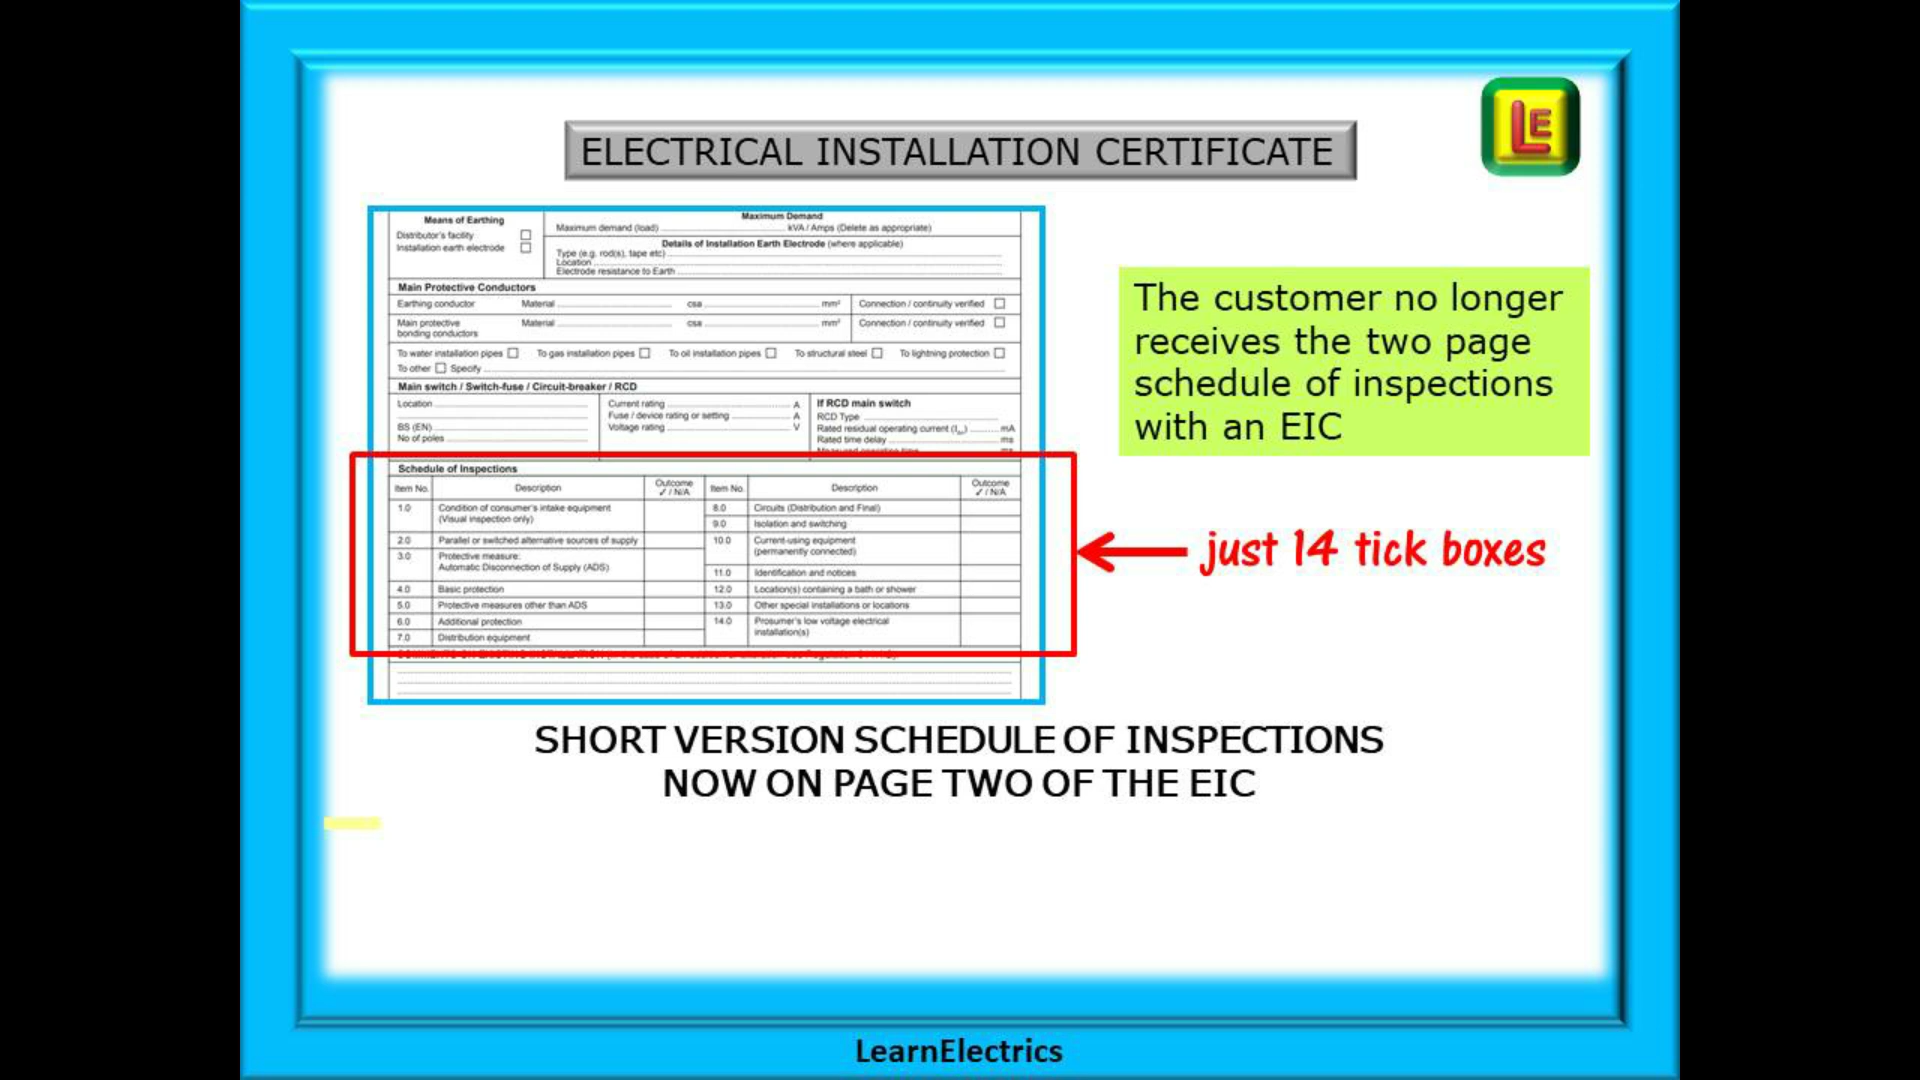 LE
ELECTRICAL INSTALLATION CERTIFICATE
Means of Earthing
Distributor's facility
Installation earth electrode
Maximum Demand
Maximum demand (load) kVA / Amps (Delete as appropriate)
Details of Installation Earth Electrode (where applicable)
Type (e.g. rod(s), tape etc)
Location
Electrode resistance to Earth
Main Protective Conductors
Earthing conductor Material csa mm² Connection / continuity verified
Main protective bonding conductors Material csa mm² Connection / continuity verified
To water installation pipes To gas installation pipes To oil installation pipes To structural steel To lightning protection
To other Specify
Main switch / Switch-fuse / Circuit-breaker / RCD
Location
BS (EN)
No of poles
Current rating A
Fuse / device rating or setting A
Voltage rating V
If RCD main switch
RCD Type
Rated residual operating current (IΔn) mA
Rated time delay ms
Schedule of Inspections
Item No. Description Outcome ✓ / N/A Item No. Description Outcome ✓ / N/A
1.0 Condition of consumer's intake equipment
(Visual inspection only)
2.0 Parallel or switched alternative sources of supply
3.0 Protective measure:
Automatic Disconnection of Supply (ADS)
4.0 Basic protection
5.0 Protective measures other than ADS
6.0 Additional protection
7.0 Distribution equipment
8.0 Circuits (Distribution and Final)
9.0 Isolation and switching
10.0 Current-using equipment
(permanently connected)
11.0 Identification and notices
12.0 Location(s) containing a bath or shower
13.0 Other special installations or locations
14.0 Prosumer's low voltage electrical
installation(s)
The customer no longer
receives the two page
schedule of inspections
with an EIC
just 14 tick boxes
SHORT VERSION SCHEDULE OF INSPECTIONS
NOW ON PAGE TWO OF THE EIC
LearnElectrics